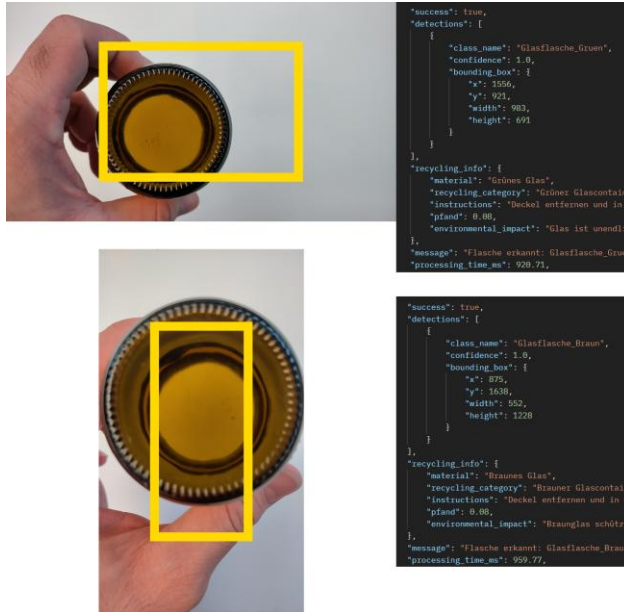 "success": true,
"detections": [
{
"class_name": "Glasflasche_Gruen",
"confidence": 1.0,
"bounding_box": {
"x": 1556,
"y": 921,
"width": 983,
"height": 691
}
}
],
"recycling_info": {
"material": "Grünes Glas",
"recycling_category": "Grüner Glascontai
"instructions": "Deckel entfernen und in
"pfand": 0.08,
"environmental_impact": "Glas ist unendl
},
"message": "Flasche erkannt: Glasflasche_Grue
"processing_time_ms": 920.71,
"success": true,
"detections": [
{
"class_name": "Glasflasche_Braun",
"confidence": 1.0,
"bounding_box": {
"x": 875,
"y": 1638,
"width": 552,
"height": 1228
}
}
],
"recycling_info": {
"material": "Braunes Glas",
"recycling_category": "Brauner Glascontai
"instructions": "Deckel entfernen und in
"pfand": 0.08,
"environmental_impact": "Braunglas schütz
},
"message": "Flasche erkannt: Glasflasche_Brau
"processing_time_ms": 959.77,